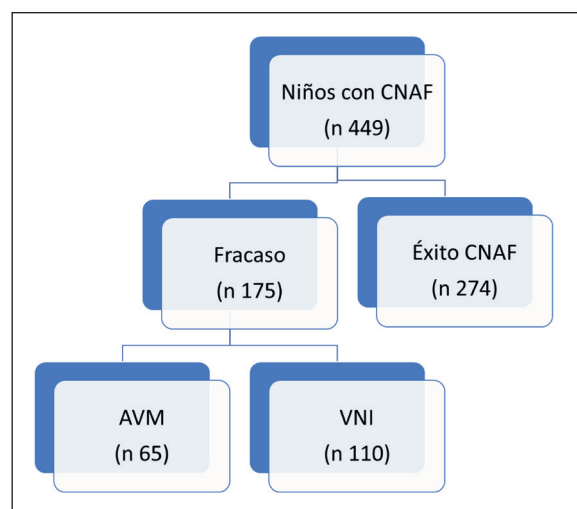 Niños con CNAF
(n 449)
Fracaso
(n 175)
Éxito CNAF
(n 274)
AVM
(n 65)
VNI
(n 110)